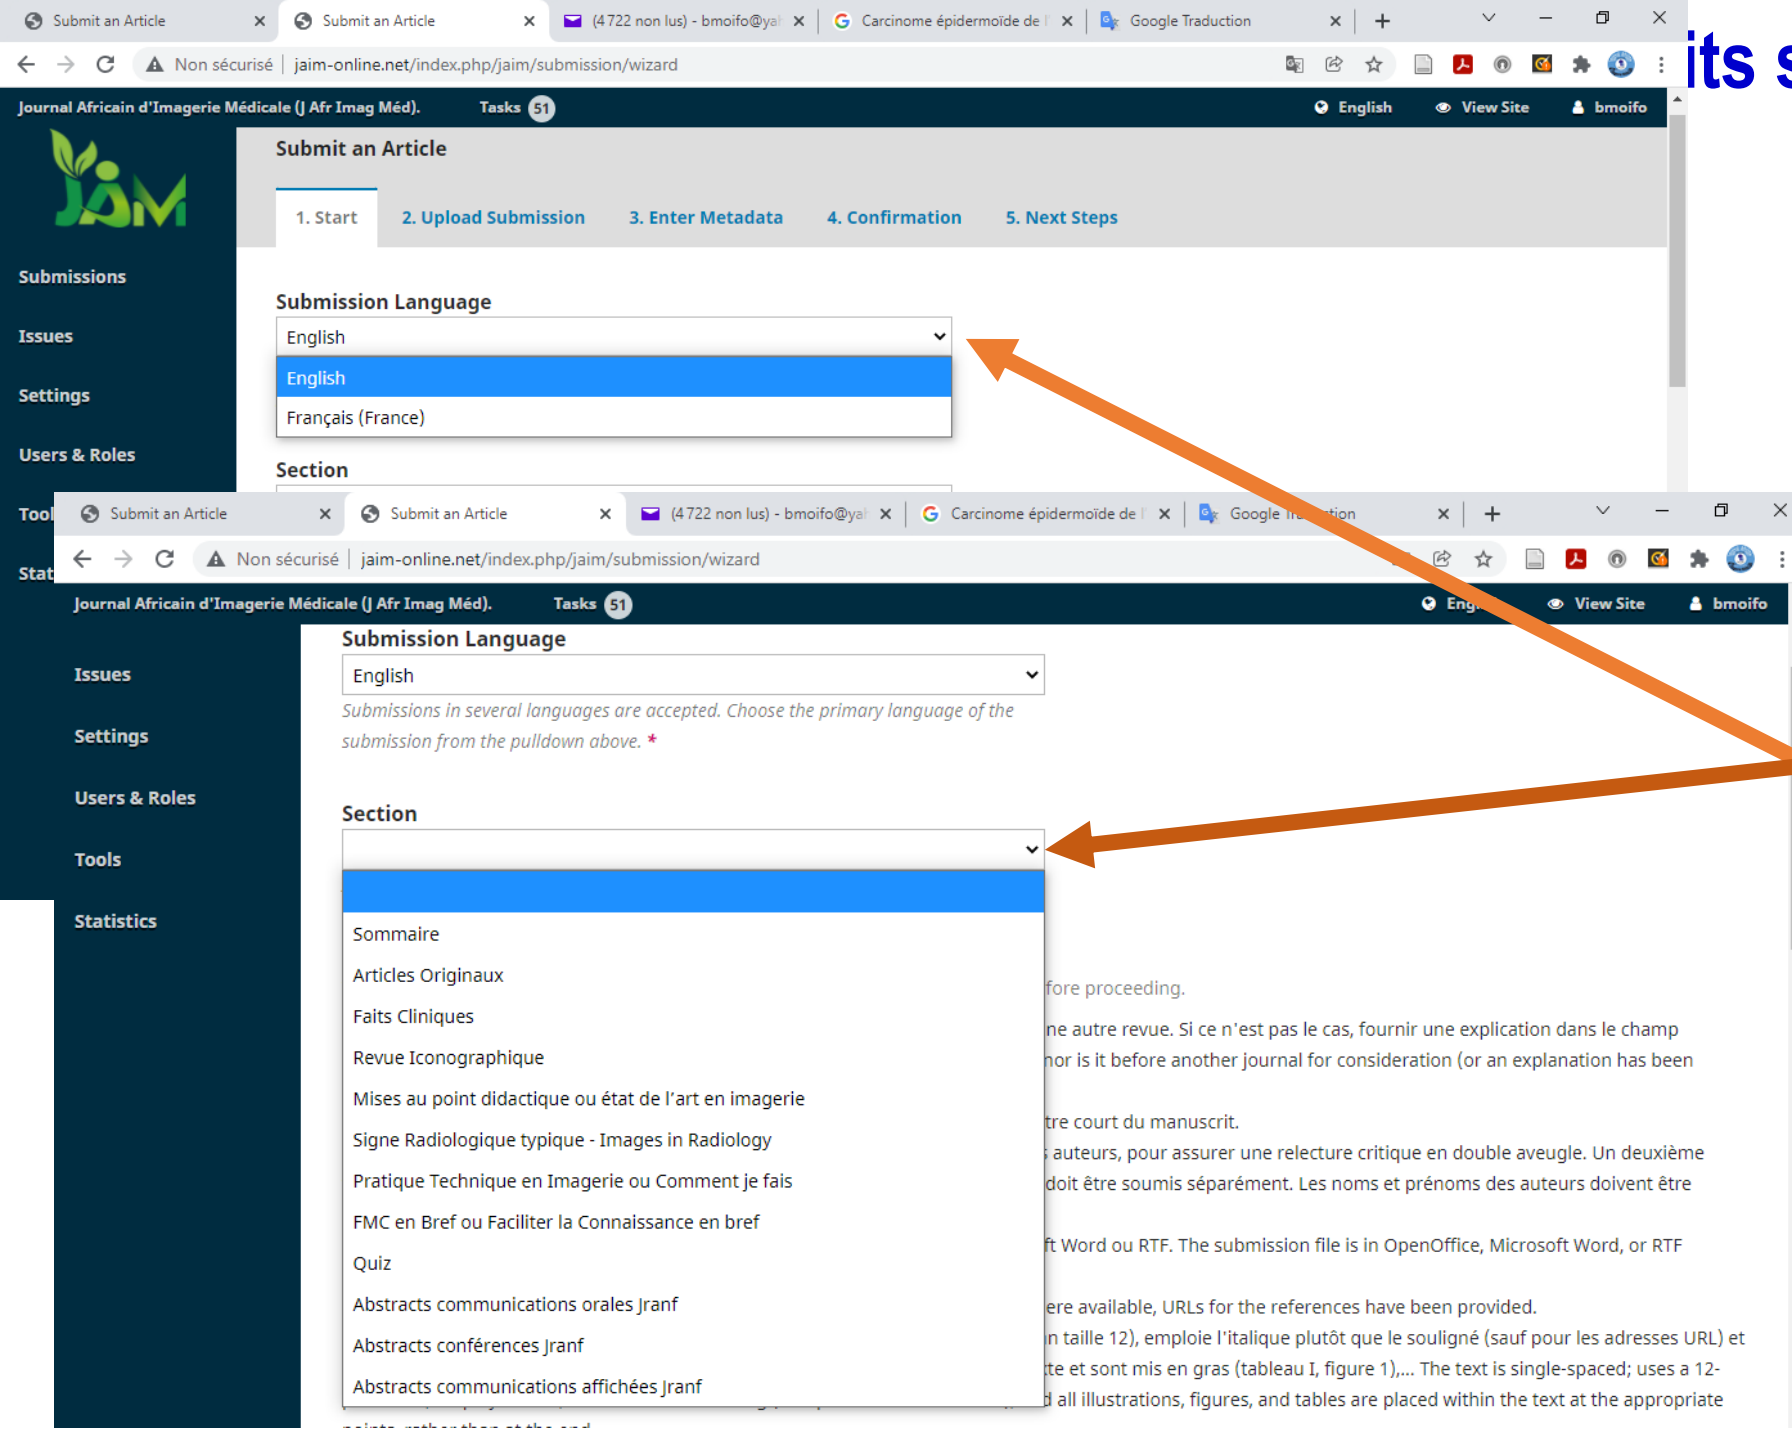 its s
Submit an Article
Submit an Article
(4 722 non lus) - bmoifo@ya
Carcinome épidermoïde de l
Google Traduction
Non sécurisé | jaim-online.net/index.php/jaim/submission/wizard
Journal Africain d'Imagerie Médicale (J Afr Imag Méd).
Tasks 51
English
View Site
bmoifo
JAIM
Submit an Article
1. Start
2. Upload Submission
3. Enter Metadata
4. Confirmation
5. Next Steps
Submissions
Issues
Settings
Users & Roles
Tool
Stat
Submission Language
English
English
Français (France)
Section
Submit an Article
Submit an Article
(4 722 non lus) - bmoifo@ya
Carcinome épidermoïde de l
Google
Non sécurisé | jaim-online.net/index.php/jaim/submission/wizard
Journal Africain d'Imagerie Médicale (J Afr Imag Méd).
Tasks 51
Eng
View Site
bmoifo
Issues
Settings
Users & Roles
Tools
Statistics
Submission Language
English
Submissions in several languages are accepted. Choose the primary language of the
submission from the pulldown above. *
Section
Sommaire
Articles Originaux
Faits Cliniques
Revue Iconographique
Mises au point didactique ou état de l’art en imagerie
Signe Radiologique typique - Images in Radiology
Pratique Technique en Imagerie ou Comment je fais
FMC en Bref ou Faciliter la Connaissance en bref
Quiz
Abstracts communications orales Jranf
Abstracts conférences Jranf
Abstracts communications affichées Jranf
fore proceeding.
ne autre revue. Si ce n'est pas le cas, fournir une explication dans le champ
nor is it before another journal for consideration (or an explanation has been
tre court du manuscrit.
auteurs, pour assurer une relecture critique en double aveugle. Un deuxième
doit être soumis séparément. Les noms et prénoms des auteurs doivent être
ft Word ou RTF. The submission file is in OpenOffice, Microsoft Word, or RTF
ere available, URLs for the references have been provided.
n taille 12), emploie l'italique plutôt que le souligné (sauf pour les adresses URL) et
te et sont mis en gras (tableau I, figure 1),... The text is single-spaced; uses a 12-
d all illustrations, figures, and tables are placed within the text at the appropriate